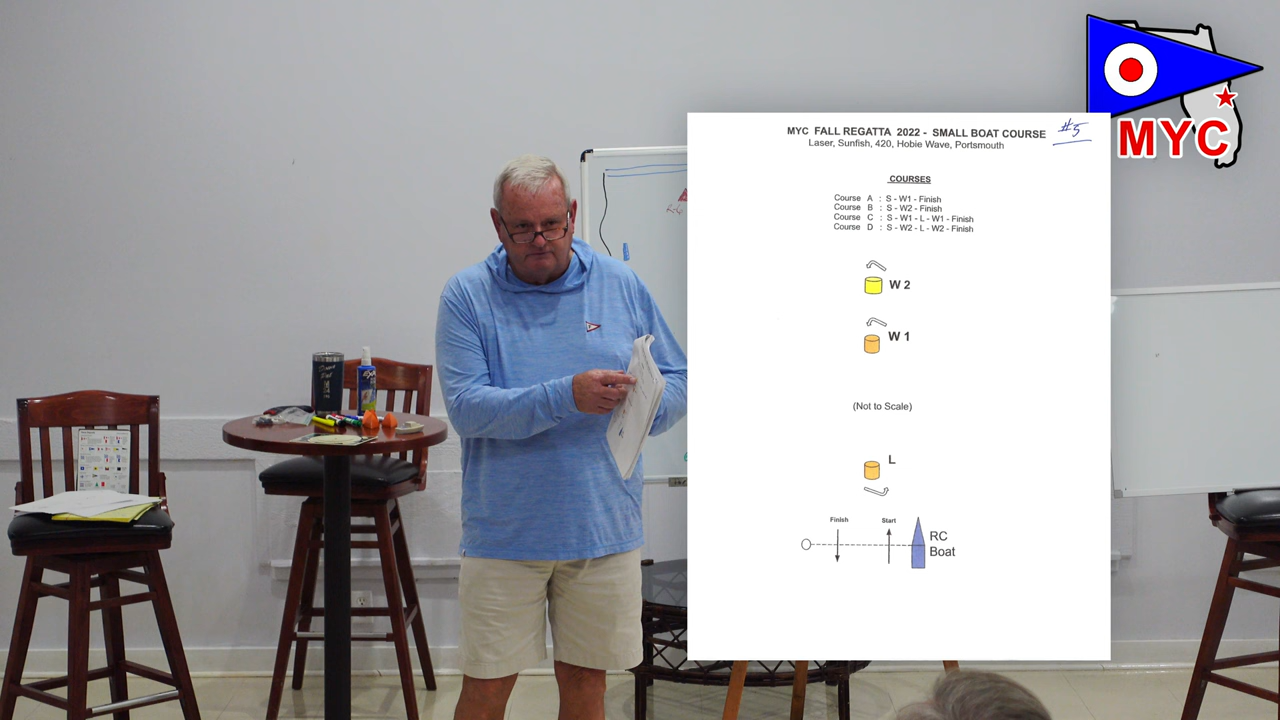 MYC FALL REGATTA 2022 - SMALL BOAT COURSE
#5
Laser, Sunfish, 420, Hobie Wave, Portsmouth
COURSES
Course A : S - W1 - Finish
Course B : S - W2 - Finish
Course C : S - W1 - L - W1 - Finish
Course D : S - W2 - L - W2 - Finish
W 2
W 1
(Not to Scale)
L
Finish
Start
RC
Boat
MYC